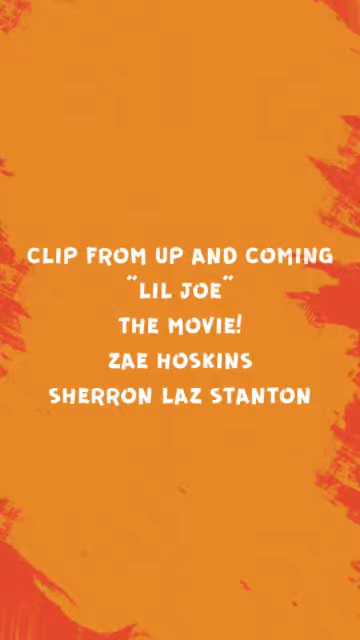 CLIP FROM UP AND COMING
"LIL JOE"
THE MOVIE!
ZAE HOSKINS
SHERRON LAZ STANTON